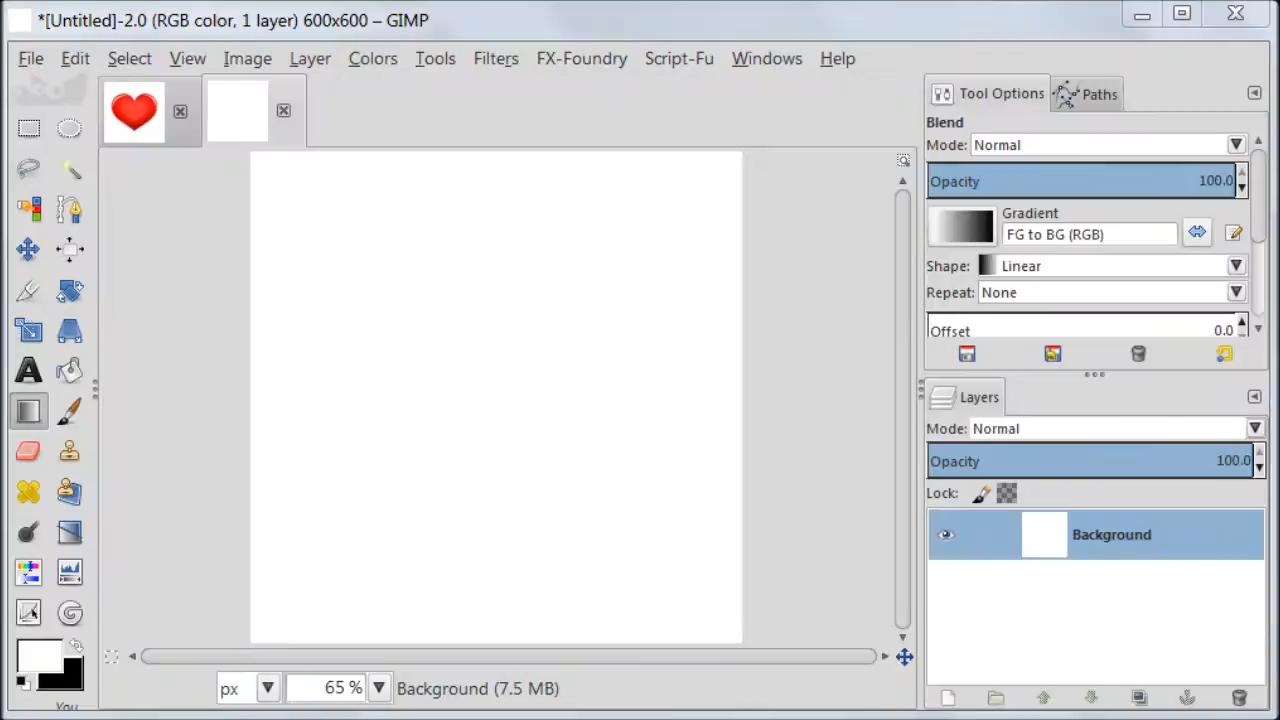 *[Untitled]-2.0 (RGB color, 1 layer) 600x600 – GIMP
File Edit Select View Image Layer Colors Tools Filters FX-Foundry Script-Fu Windows Help
Tool Options Paths
Blend
Mode: Normal
Opacity 100.0
Gradient
FG to BG (RGB)
Shape: Linear
Repeat: None
Offset 0.0
Layers
Mode: Normal
Opacity 100.0
Lock:
Background
px 65 % Background (7.5 MB)
You